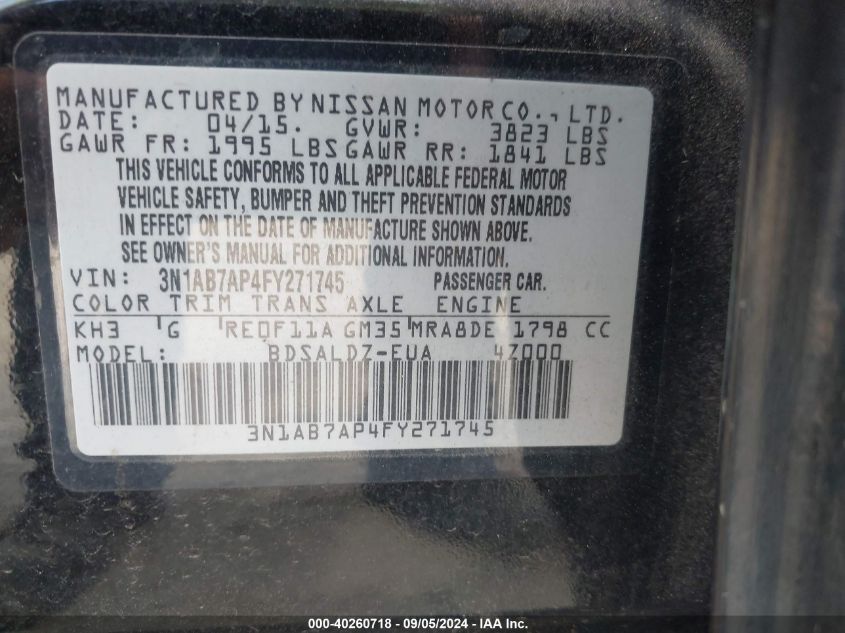 MANUFACTURED BY NISSAN MOTOR CO., LTD.
DATE: 04/15. GVWR: 3823 LBS
GAWR FR: 1995 LBS GAWR RR: 1841 LBS
THIS VEHICLE CONFORMS TO ALL APPLICABLE FEDERAL MOTOR
VEHICLE SAFETY, BUMPER AND THEFT PREVENTION STANDARDS
IN EFFECT ON THE DATE OF MANUFACTURE SHOWN ABOVE.
SEE OWNER'S MANUAL FOR ADDITIONAL INFORMATION.
VIN: 3N1AB7AP4FY271745 PASSENGER CAR.
COLOR TRIM TRANS AXLE ENGINE
KH3 G RE0F11A GM35 MRA8DE 1798 CC
MODEL: BDSALDZ-EUA 4Z000
3N1AB7AP4FY271745
000-40260718 - 09/05/2024 - IAA Inc.